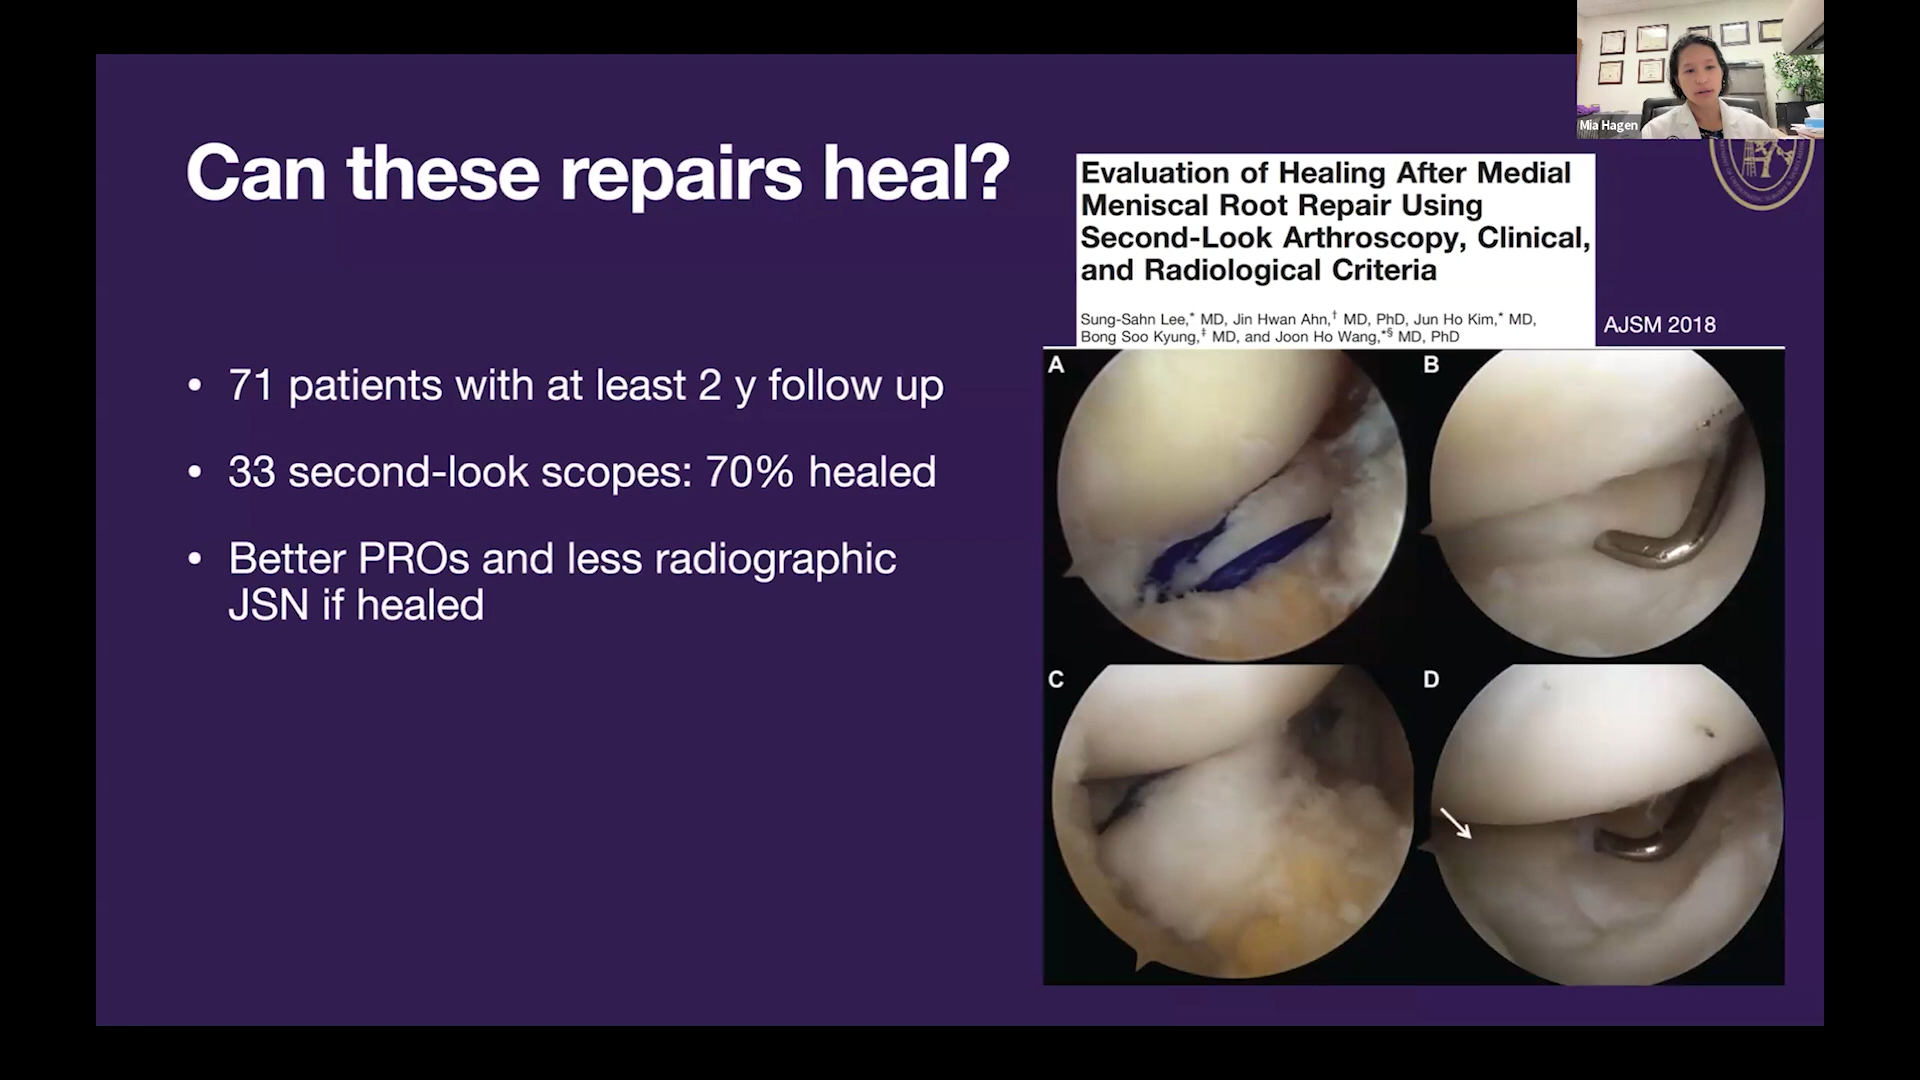 Mia Hagen
Can these repairs heal?
• 71 patients with at least 2 y follow up
• 33 second-look scopes: 70% healed
• Better PROs and less radiographic
JSN if healed
Evaluation of Healing After Medial
Meniscal Root Repair Using
Second-Look Arthroscopy, Clinical,
and Radiological Criteria
Sung-Sahn Lee,* MD, Jin Hwan Ahn,† MD, PhD, Jun Ho Kim,* MD,
Bong Soo Kyung,‡ MD, and Joon Ho Wang,*§ MD, PhD
AJSM 2018
A
B
C
D